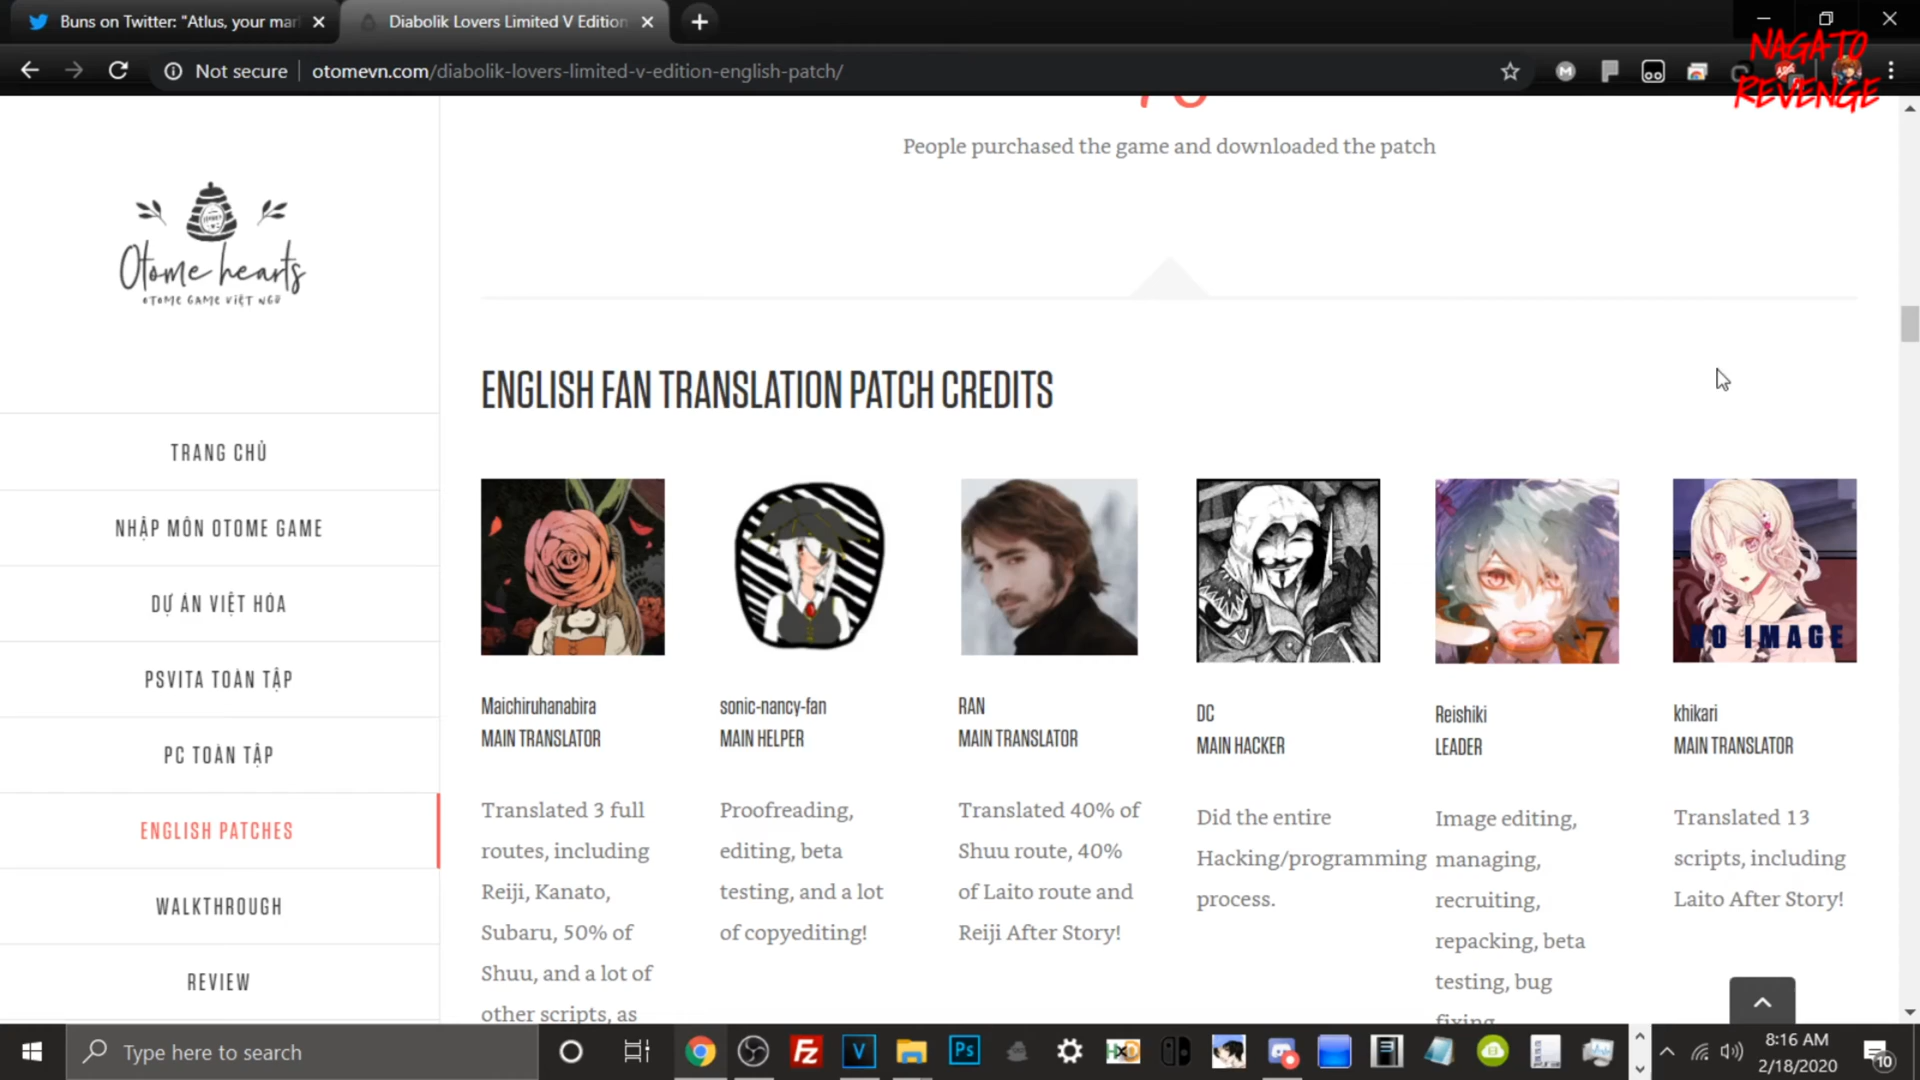 Buns on Twitter: "Atlus, your mar
Diabolik Lovers Limited V Edition
Not secure
otomevn.com/diabolik-lovers-limited-v-edition-english-patch/
NAGATO
REVENGE
People purchased the game and downloaded the patch
Otome hearts
OTOME GAME VIỆT NGỮ
TRANG CHỦ
NHẬP MÔN OTOME GAME
DỰ ÁN VIỆT HÓA
PSVITA TOÀN TẬP
PC TOÀN TẬP
ENGLISH PATCHES
WALKTHROUGH
REVIEW
ENGLISH FAN TRANSLATION PATCH CREDITS
Maichiruhanabira
MAIN TRANSLATOR
Translated 3 full
routes, including
Reiji, Kanato,
Subaru, 50% of
Shuu, and a lot of
other scripts, as
sonic-nancy-fan
MAIN HELPER
Proofreading,
editing, beta
testing, and a lot
of copyediting!
RAN
MAIN TRANSLATOR
Translated 40% of
Shuu route, 40%
of Laito route and
Reiji After Story!
DC
MAIN HACKER
Did the entire
Hacking/programming
process.
Reishiki
LEADER
Image editing,
managing,
recruiting,
repacking, beta
testing, bug
fixing
NO IMAGE
khikari
MAIN TRANSLATOR
Translated 13
scripts, including
Laito After Story!
Type here to search
8:16 AM
2/18/2020
10